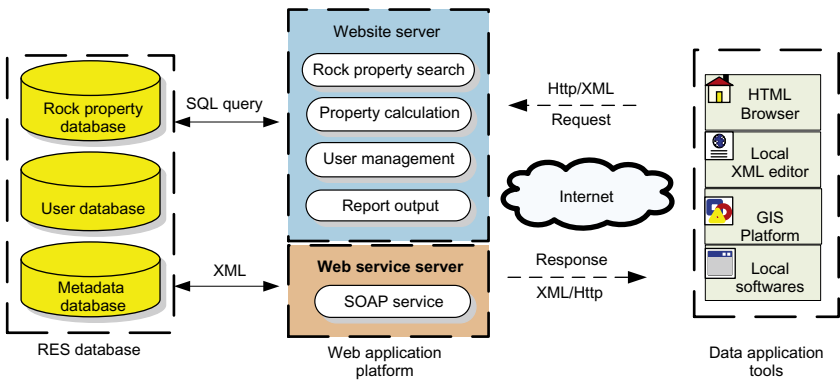 Rock property
database
User database
Metadata
database
RES database
SQL query
XML
Website server
Rock property search
Property calculation
User management
Report output
Web service server
SOAP service
Web application
platform
Http/XML
Request
Internet
Response
XML/Http
HTML
Browser
Local
XML editor
GIS
Platform
Local
softwares
Data application
tools